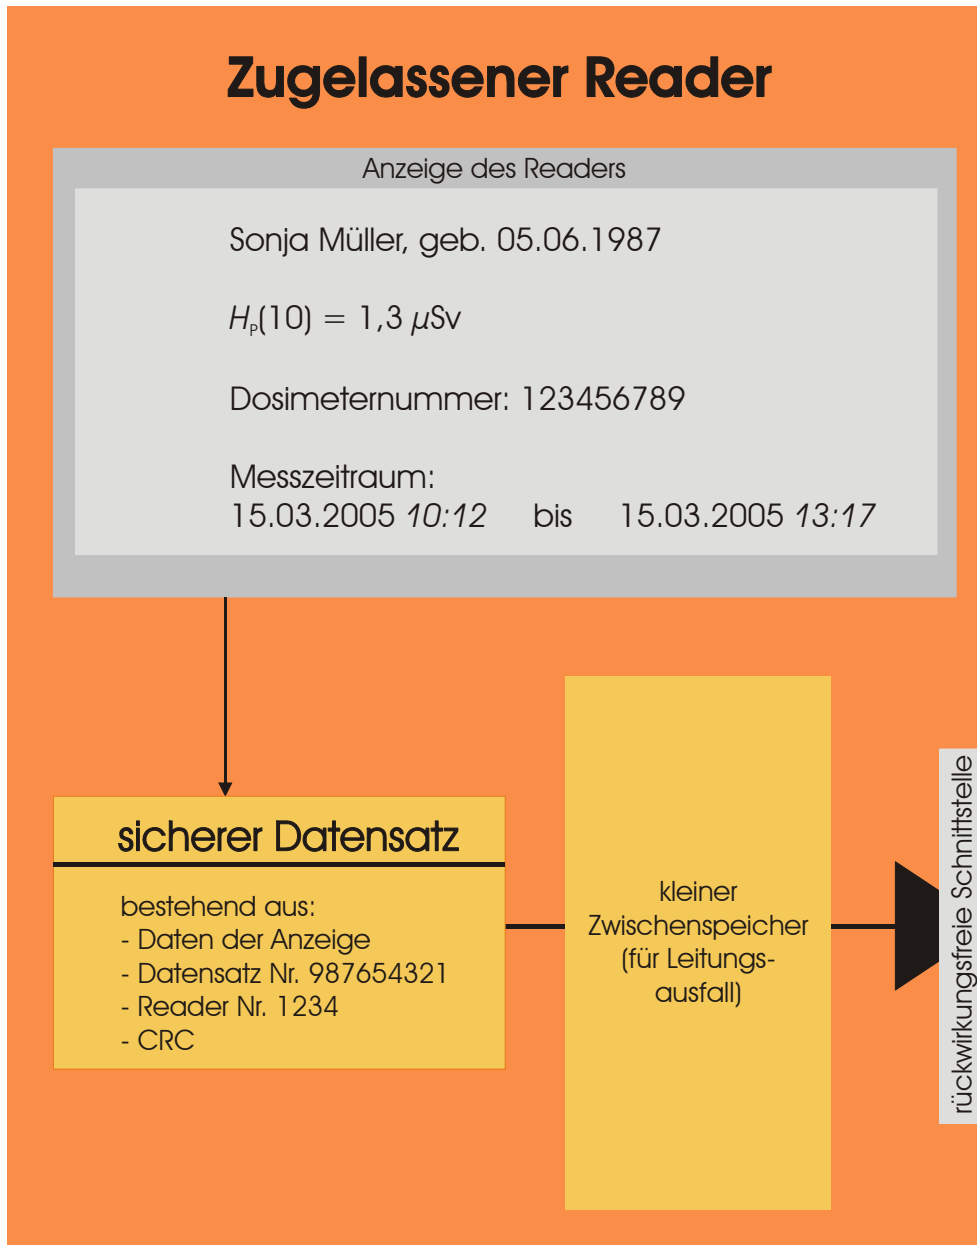 Zugelassener Reader
Anzeige des Readers
Sonja Müller, geb. 05.06.1987
Hₚ(10) = 1,3 µSv
Dosimeternummer: 123456789
Messzeitraum:
15.03.2005 10:12 bis 15.03.2005 13:17
sicherer Datensatz
bestehend aus:
- Daten der Anzeige
- Datensatz Nr. 987654321
- Reader Nr. 1234
- CRC
kleiner
Zwischenspeicher
(für Leitungs-
ausfall)
rückwirkungsfreie Schnittstelle